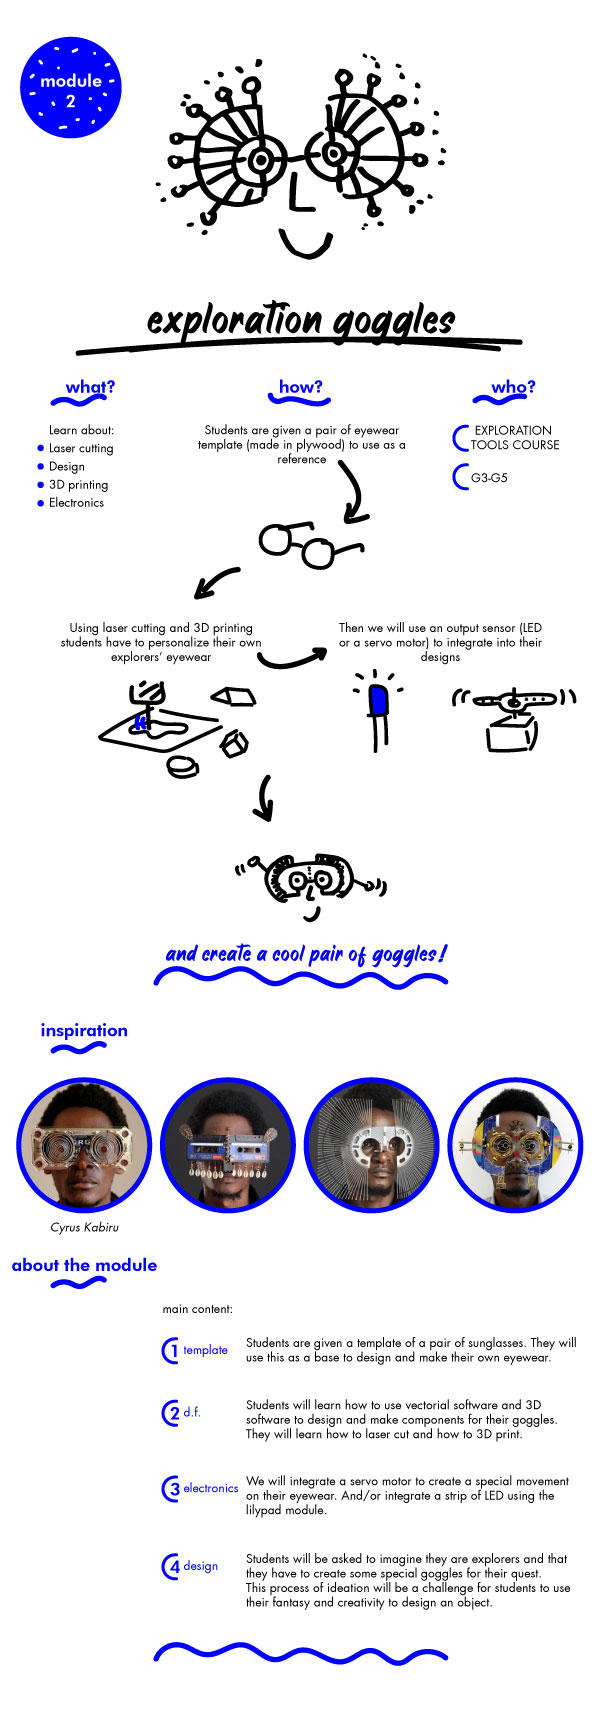 module
2
exploration goggles
what?
Learn about:
Laser cutting
Design
3D printing
Electronics
how?
Students are given a pair of eyewear
template (made in plywood) to use as a
reference
who?
EXPLORATION
TOOLS COURSE
G3-G5
Using laser cutting and 3D printing
students have to personalize their own
explorers' eyewear
Then we will use an output sensor (LED
or a servo motor) to integrate into their
designs
and create a cool pair of goggles!
inspiration
Cyrus Kabiru
about the module
main content:
1 template
Students are given a template of a pair of sunglasses. They will
use this as a base to design and make their own eyewear.
2 d.f.
Students will learn how to use vectorial software and 3D
software to design and make components for their goggles.
They will learn how to laser cut and how to 3D print.
3 electronics
We will integrate a servo motor to create a special movement
on their eyewear. And/or integrate a strip of LED using the
lilypad module.
4 design
Students will be asked to imagine they are explorers and that
they have to create some special goggles for their quest.
This process of ideation will be a challenge for students to use
their fantasy and creativity to design an object.